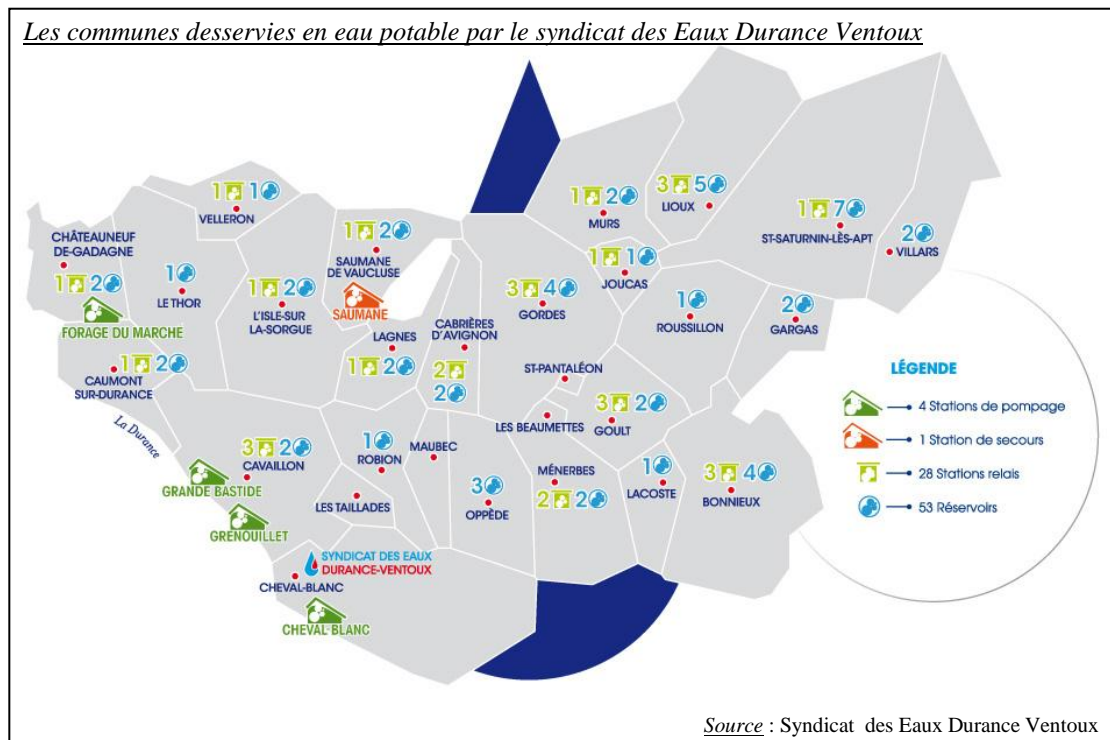 Les communes desservies en eau potable par le syndicat des Eaux Durance Ventoux
1 1
VELLERON
CHÂTEAUNEUF
DE-GADAGNE
1 2
FORAGE DU MARCHE
1
LE THOR
1 2
L'ISLE-SUR
LA-SORGUE
1 2
SAUMANE
DE VAUCLUSE
SAUMANE
LAGNES
1 2
CABRIÈRES
D'AVIGNON
2
2
1 2
MURS
3 5
LIOUX
1 7
ST-SATURNIN-LÈS-APT
2
VILLARS
1 1
JOUCAS
3 4
GORDES
1
ROUSSILLON
2
GARGAS
1 2
CAUMONT
SUR-DURANCE
La Durance
ST-PANTALÉON
LES BEAUMETTES
3 2
GOULT
3 2
CAVAILLON
GRANDE BASTIDE
GRENOUILLET
1
ROBION
MAUBEC
LES TAILLADES
3
OPPÈDE
MÉNERBES
2 2
1
LACOSTE
3 4
BONNIEUX
SYNDICAT DES EAUX
DURANCE-VENTOUX
CHEVAL-BLANC
CHEVAL-BLANC
LÉGENDE
4 Stations de pompage
1 Station de secours
28 Stations relais
53 Réservoirs
Source : Syndicat des Eaux Durance Ventoux